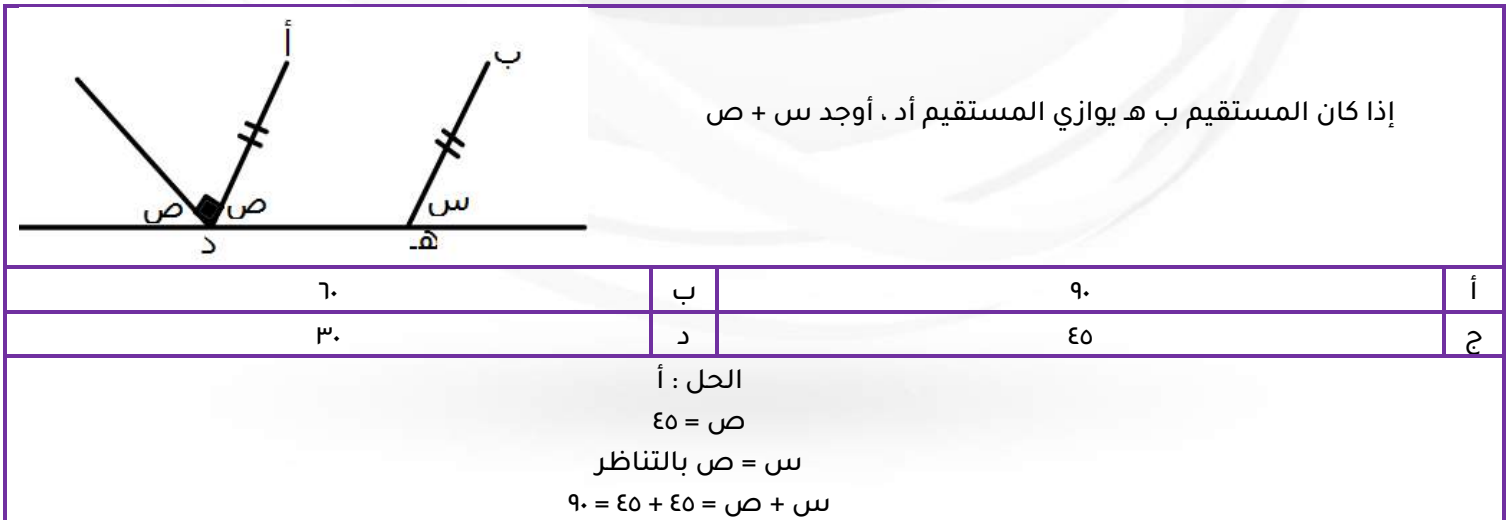 إذا كان المستقيم ب هـ يوازي المستقيم أد ، أوجد س + ص
أ
ب
ص
ص
س
د
هـ
أ ٩٠ ب ٦٠
ج ٤٥ د ٣٠
الحل : أ
ص = ٤٥
س = ص بالتناظر
س + ص = ٤٥ + ٤٥ = ٩٠